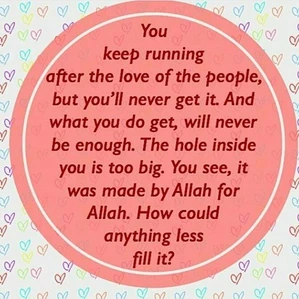 You
keep running
after the love of the people,
but you'll never get it. And
what you do get, will never
be enough. The hole inside
you is too big. You see, it
was made by Allah for
Allah. How could
anything less
fill it?